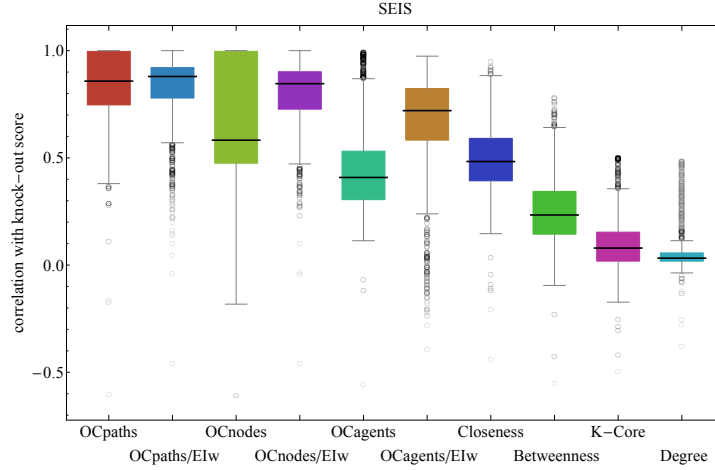 SEIS
correlation with knock-out score
1.0
0.5
0.0
−0.5
OCpaths OCnodes OCagents Closeness K−Core
OCpaths/EIw OCnodes/EIw OCagents/EIw Betweenness Degree